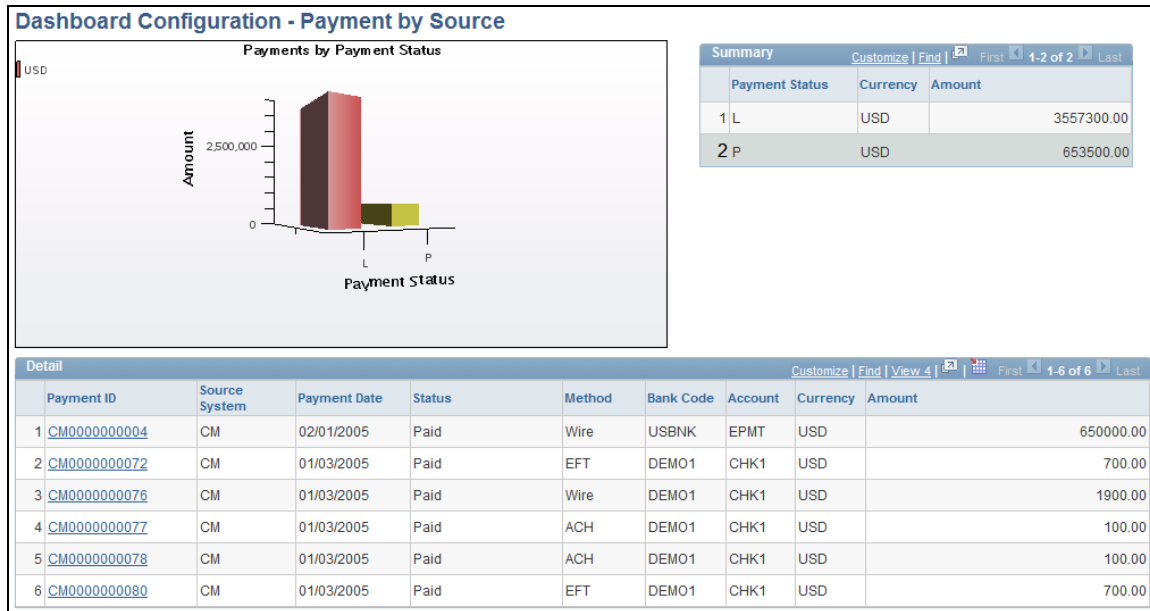 Dashboard Configuration - Payment by Source
Payments by Payment Status
USD
Amount
2,500,000
0
L
P
Payment Status
Summary Customize | Find | First 1-2 of 2 Last
Payment Status Currency Amount
1 L USD 3557300.00
2 P USD 653500.00
Detail Customize | Find | View 4 | | First 1-6 of 6 Last
Payment ID Source System Payment Date Status Method Bank Code Account Currency Amount
1 CM0000000004 CM 02/01/2005 Paid Wire USBNK EPMT USD 650000.00
2 CM0000000072 CM 01/03/2005 Paid EFT DEMO1 CHK1 USD 700.00
3 CM0000000076 CM 01/03/2005 Paid Wire DEMO1 CHK1 USD 1900.00
4 CM0000000077 CM 01/03/2005 Paid ACH DEMO1 CHK1 USD 100.00
5 CM0000000078 CM 01/03/2005 Paid ACH DEMO1 CHK1 USD 100.00
6 CM0000000080 CM 01/03/2005 Paid EFT DEMO1 CHK1 USD 700.00